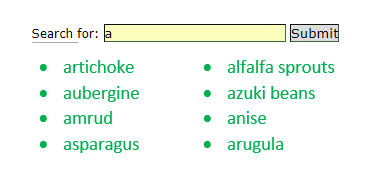 Search for: a Submit
artichoke
aubergine
amrud
asparagus
alfalfa sprouts
azuki beans
anise
arugula